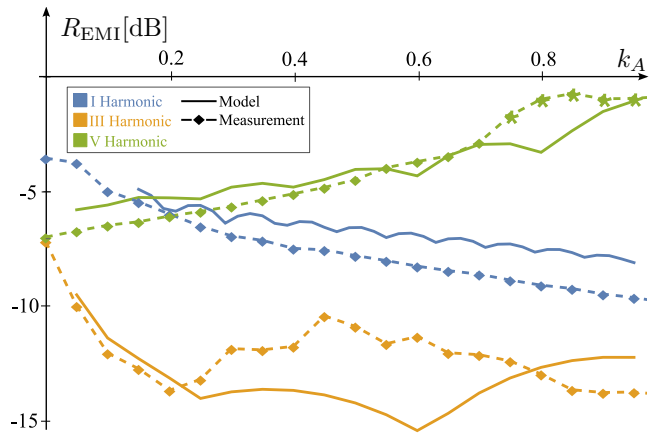 R_EMI[dB]
k_A
0.2 0.4 0.6 0.8
I Harmonic Model
III Harmonic Measurement
V Harmonic
-5
-10
-15